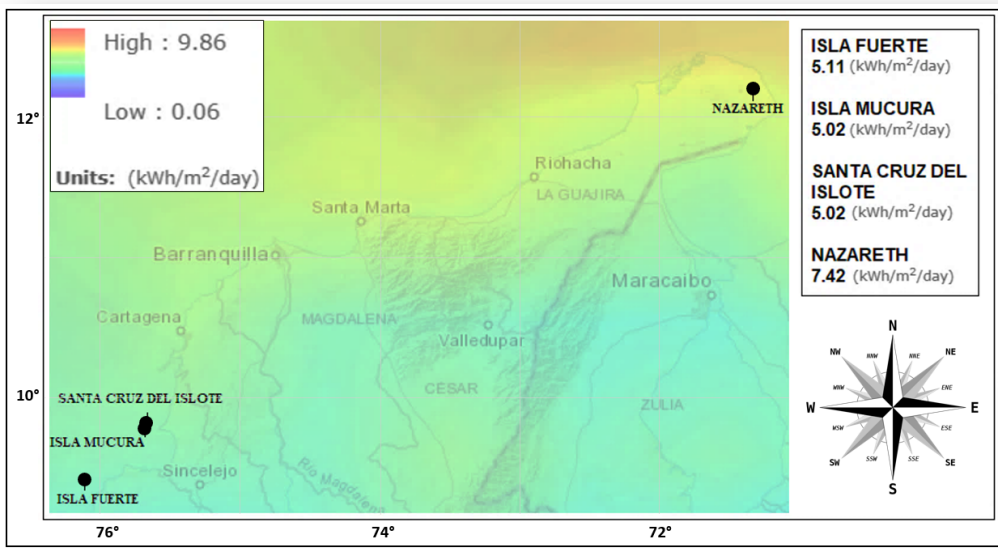 High : 9.86
Low : 0.06
Units: (kWh/m²/day)
12°
10°
76°
74°
72°
NAZARETH
Riohacha
LA GUAJIRA
Santa Marta
Barranquilla
Maracaibo
Cartagena
MAGDALENA
Valledupar
CESAR
ZULIA
SANTA CRUZ DEL ISLOTE
ISLA MUCURA
Sincelejo
Río Magdalena
ISLA FUERTE
ISLA FUERTE
5.11 (kWh/m²/day)
ISLA MUCURA
5.02 (kWh/m²/day)
SANTA CRUZ DEL
ISLOTE
5.02 (kWh/m²/day)
NAZARETH
7.42 (kWh/m²/day)
N
NNW
NNE
NW
NE
WNW
ENE
W
E
WSW
ESE
SW
SE
SSW
SSE
S